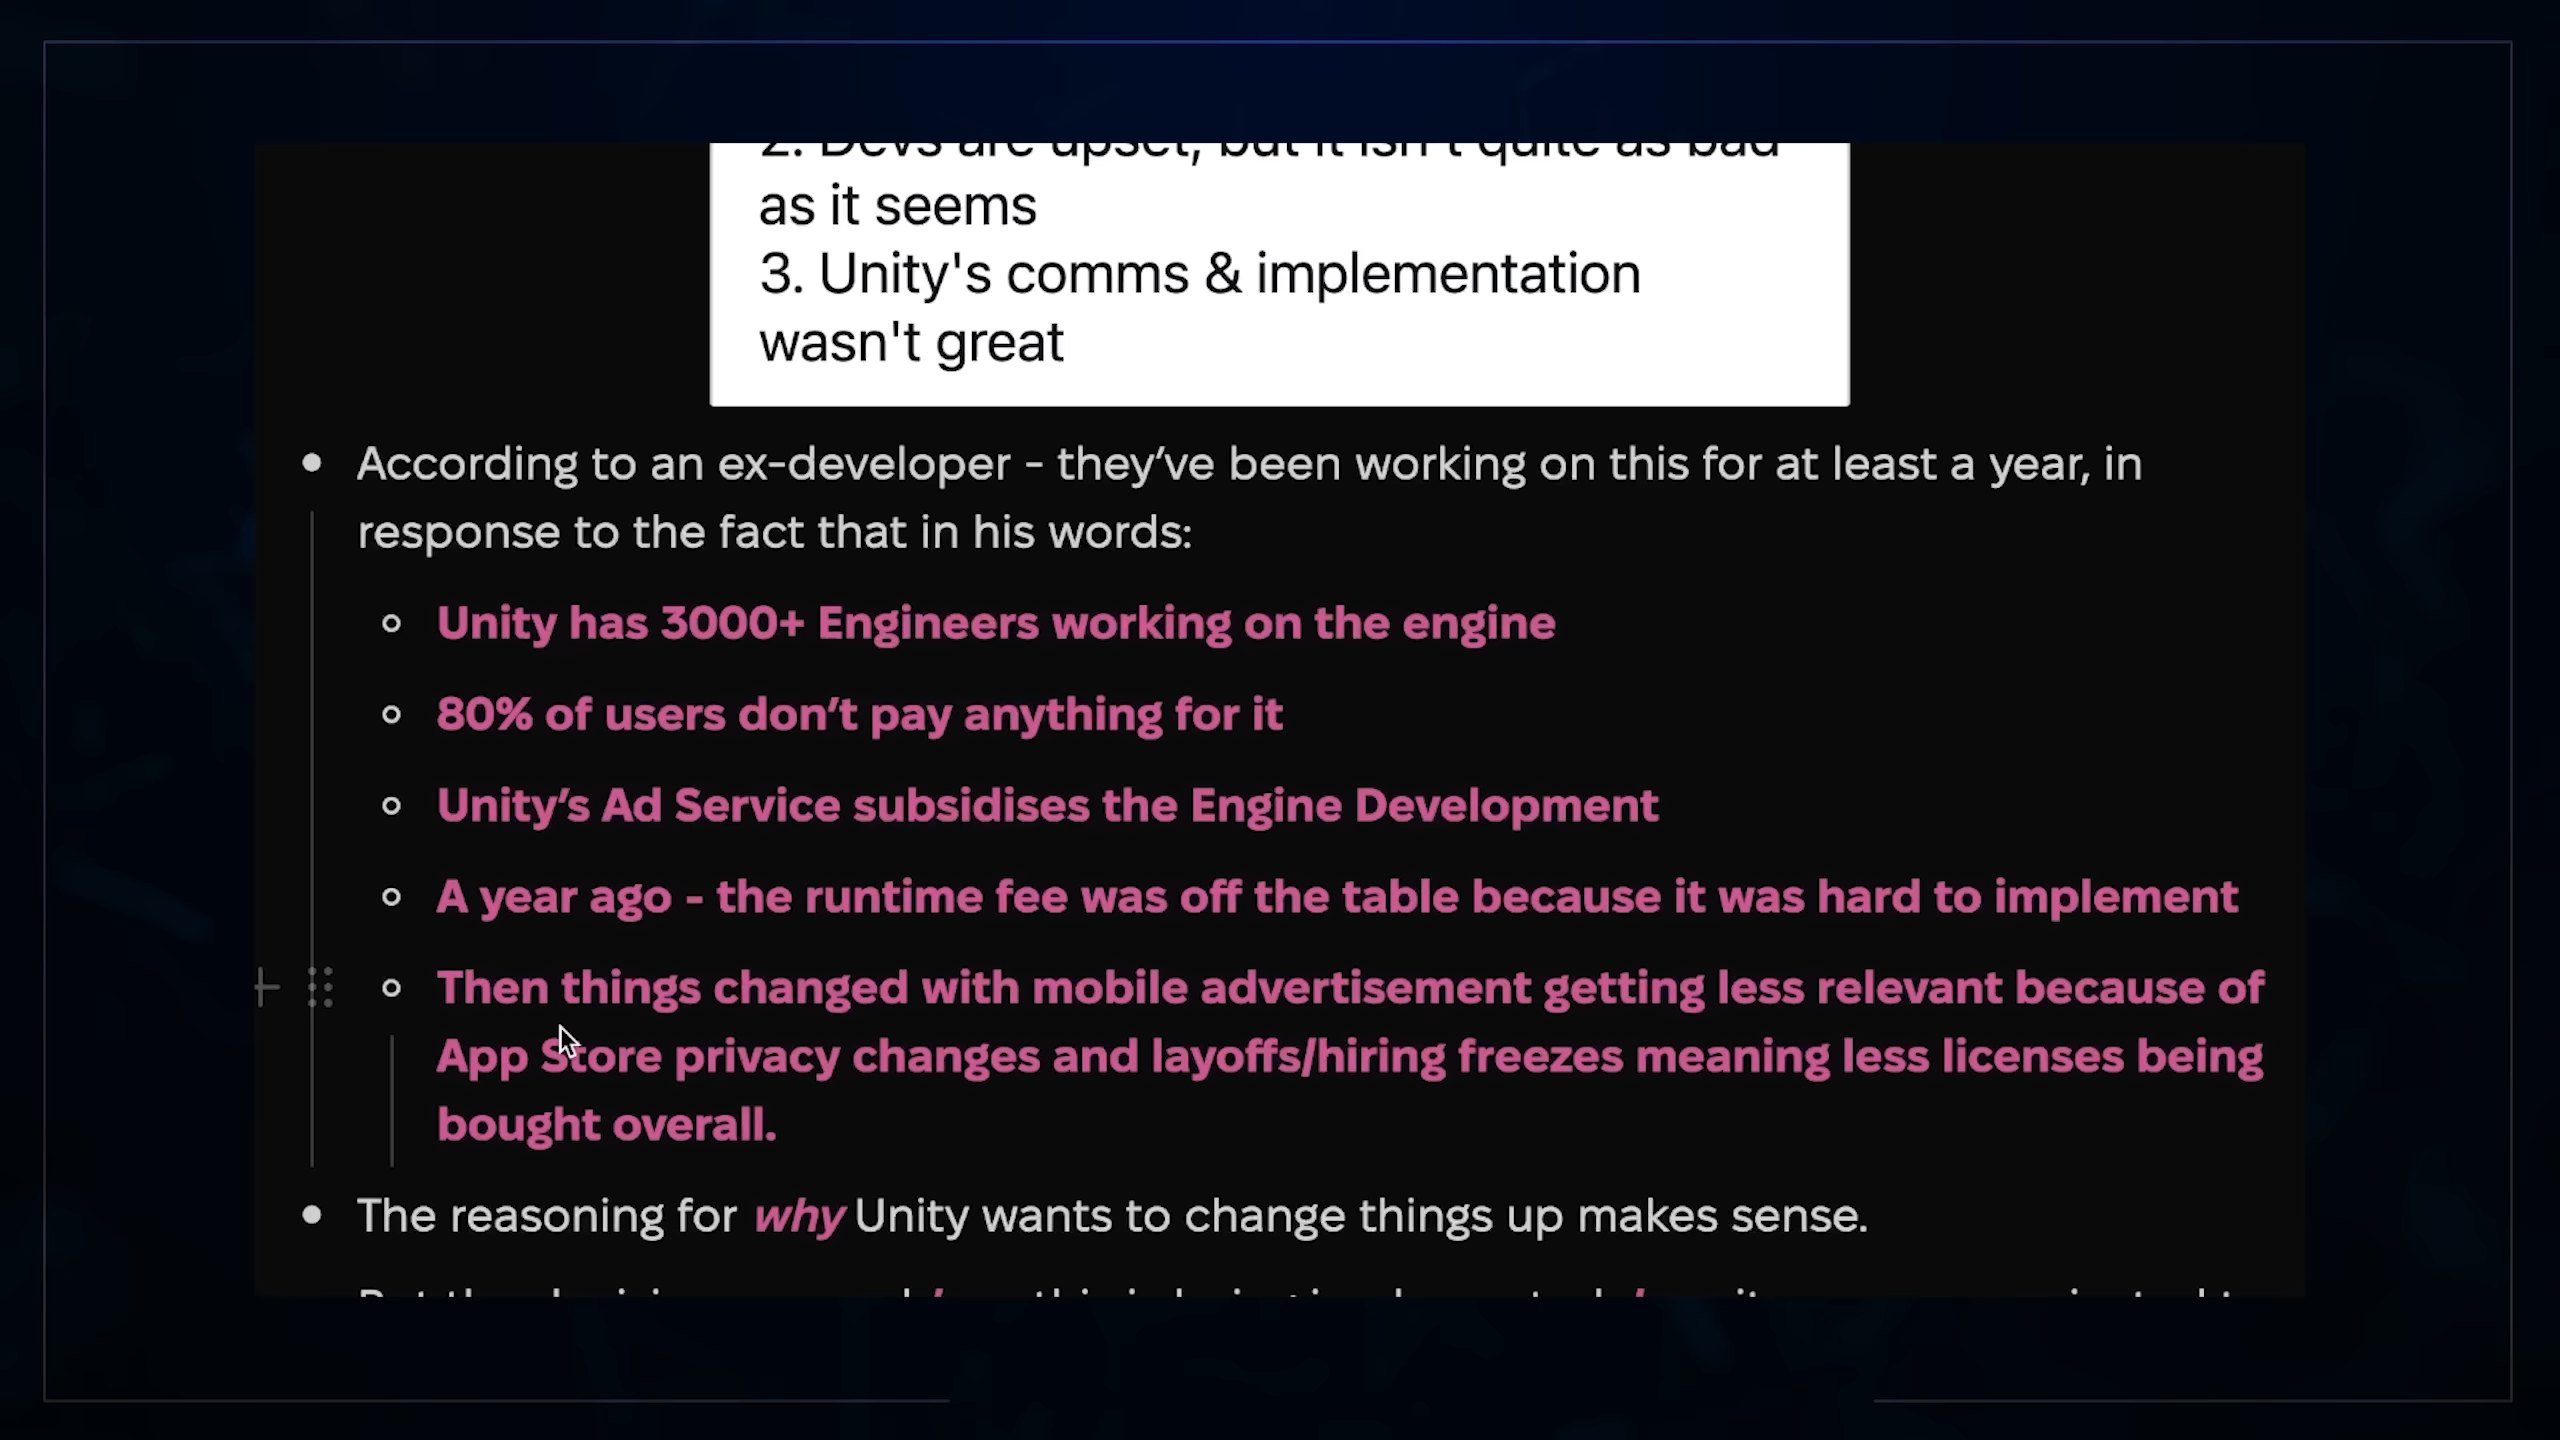 2. Devs are upset, but it isn't quite as bad
as it seems
3. Unity's comms & implementation
wasn't great
According to an ex-developer - they’ve been working on this for at least a year, in
response to the fact that in his words:
Unity has 3000+ Engineers working on the engine
80% of users don’t pay anything for it
Unity’s Ad Service subsidises the Engine Development
A year ago - the runtime fee was off the table because it was hard to implement
Then things changed with mobile advertisement getting less relevant because of
App Store privacy changes and layoffs/hiring freezes meaning less licenses being
bought overall.
The reasoning for why Unity wants to change things up makes sense.